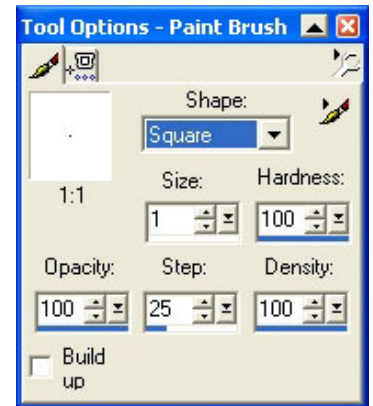 Tool Options - Paint Brush
Shape:
Square
1:1
Size:
Hardness:
1
100
Opacity:
Step:
Density:
100
25
100
Build
up